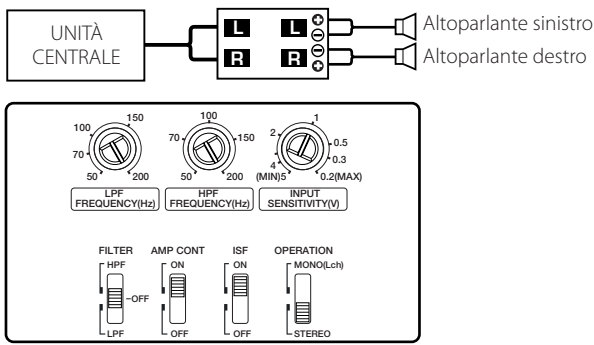 UNITÀ
CENTRALE
L L
R R
Altoparlante sinistro
Altoparlante destro
150
100
70
50 200
LPF
FREQUENCY(Hz)
100
70 150
50 200
HPF
FREQUENCY(Hz)
1
2
0.5
0.3
4
(MIN)5 0.2(MAX)
INPUT
SENSITIVITY(V)
FILTER
HPF
OFF
LPF
AMP CONT
ON
OFF
ISF
ON
OFF
OPERATION
MONO(Lch)
STEREO